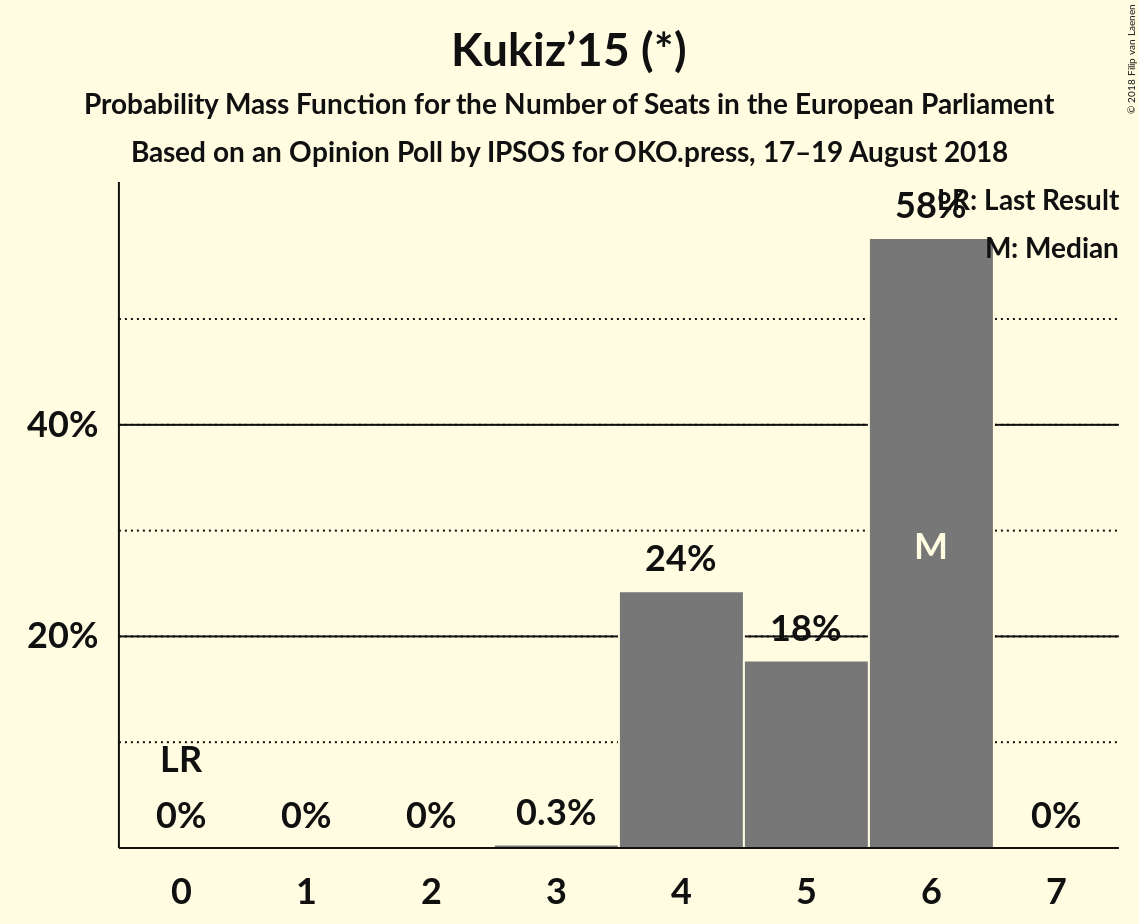 Kukiz’15 (*)
Probability Mass Function for the Number of Seats in the European Parliament
Based on an Opinion Poll by IPSOS for OKO.press, 17–19 August 2018
© 2018 Filip van Laenen
LR: Last Result
M: Median
58%
40%
M
24%
20%
18%
LR
0% 0% 0% 0.3% 0%
0 1 2 3 4 5 6 7